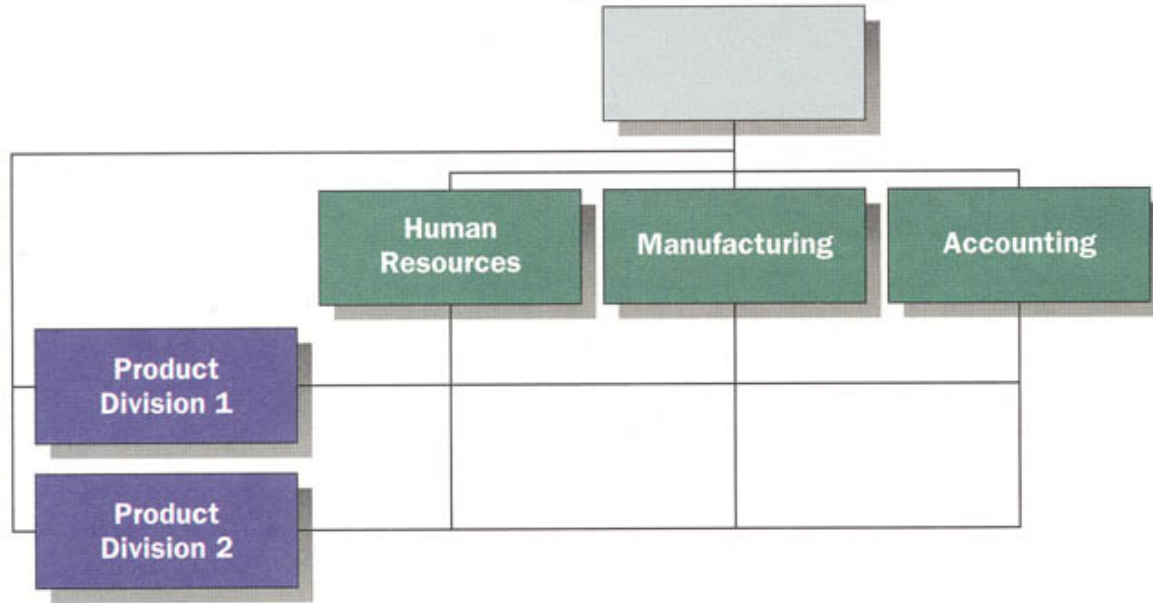 Human
Resources
Manufacturing
Accounting
Product
Division 1
Product
Division 2